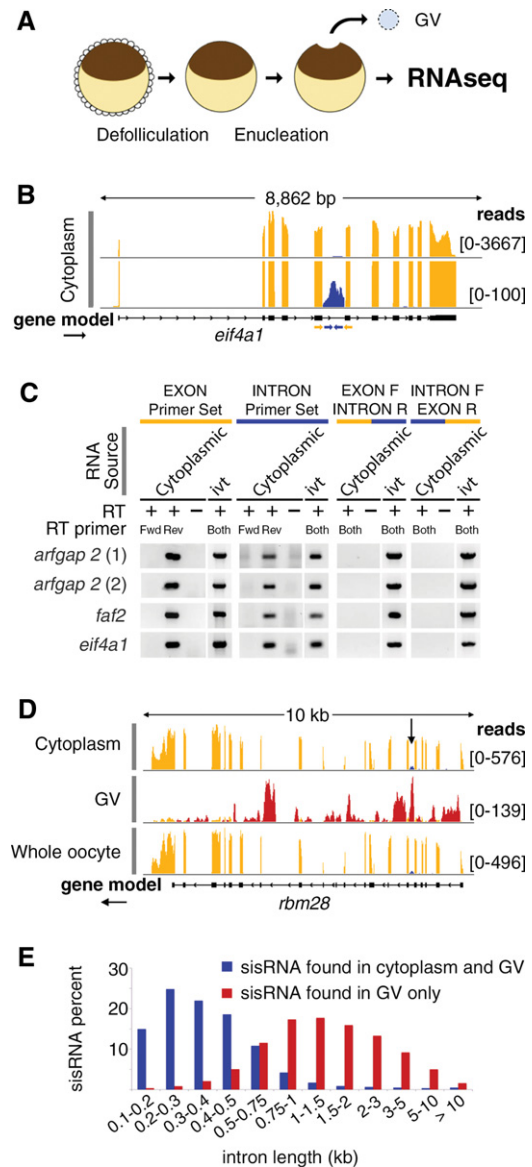 A
GV
RNAseq
Defolliculation Enucleation
B
8,862 bp
reads
Cytoplasm
[0-3667]
[0-100]
gene model
eif4a1
C
EXON Primer Set
INTRON Primer Set
EXON F INTRON R
INTRON F EXON R
RNA Source
Cytoplasmic ivt Cytoplasmic ivt Cytoplasmic ivt Cytoplasmic ivt
RT + + − + + + − + + − + + − +
RT primer Fwd Rev Both Fwd Rev Both Both Both Both Both
arfgap 2 (1)
arfgap 2 (2)
faf2
eif4a1
D
10 kb
reads
Cytoplasm
[0-576]
GV
[0-139]
Whole oocyte
[0-496]
gene model
rbm28
E
30
20
10
sisRNA percent
sisRNA found in cytoplasm and GV
sisRNA found in GV only
0.1-0.2
0.2-0.3
0.3-0.4
0.4-0.5
0.5-0.75
0.75-1
1-1.5
1.5-2
2-3
3-5
5-10
> 10
intron length (kb)